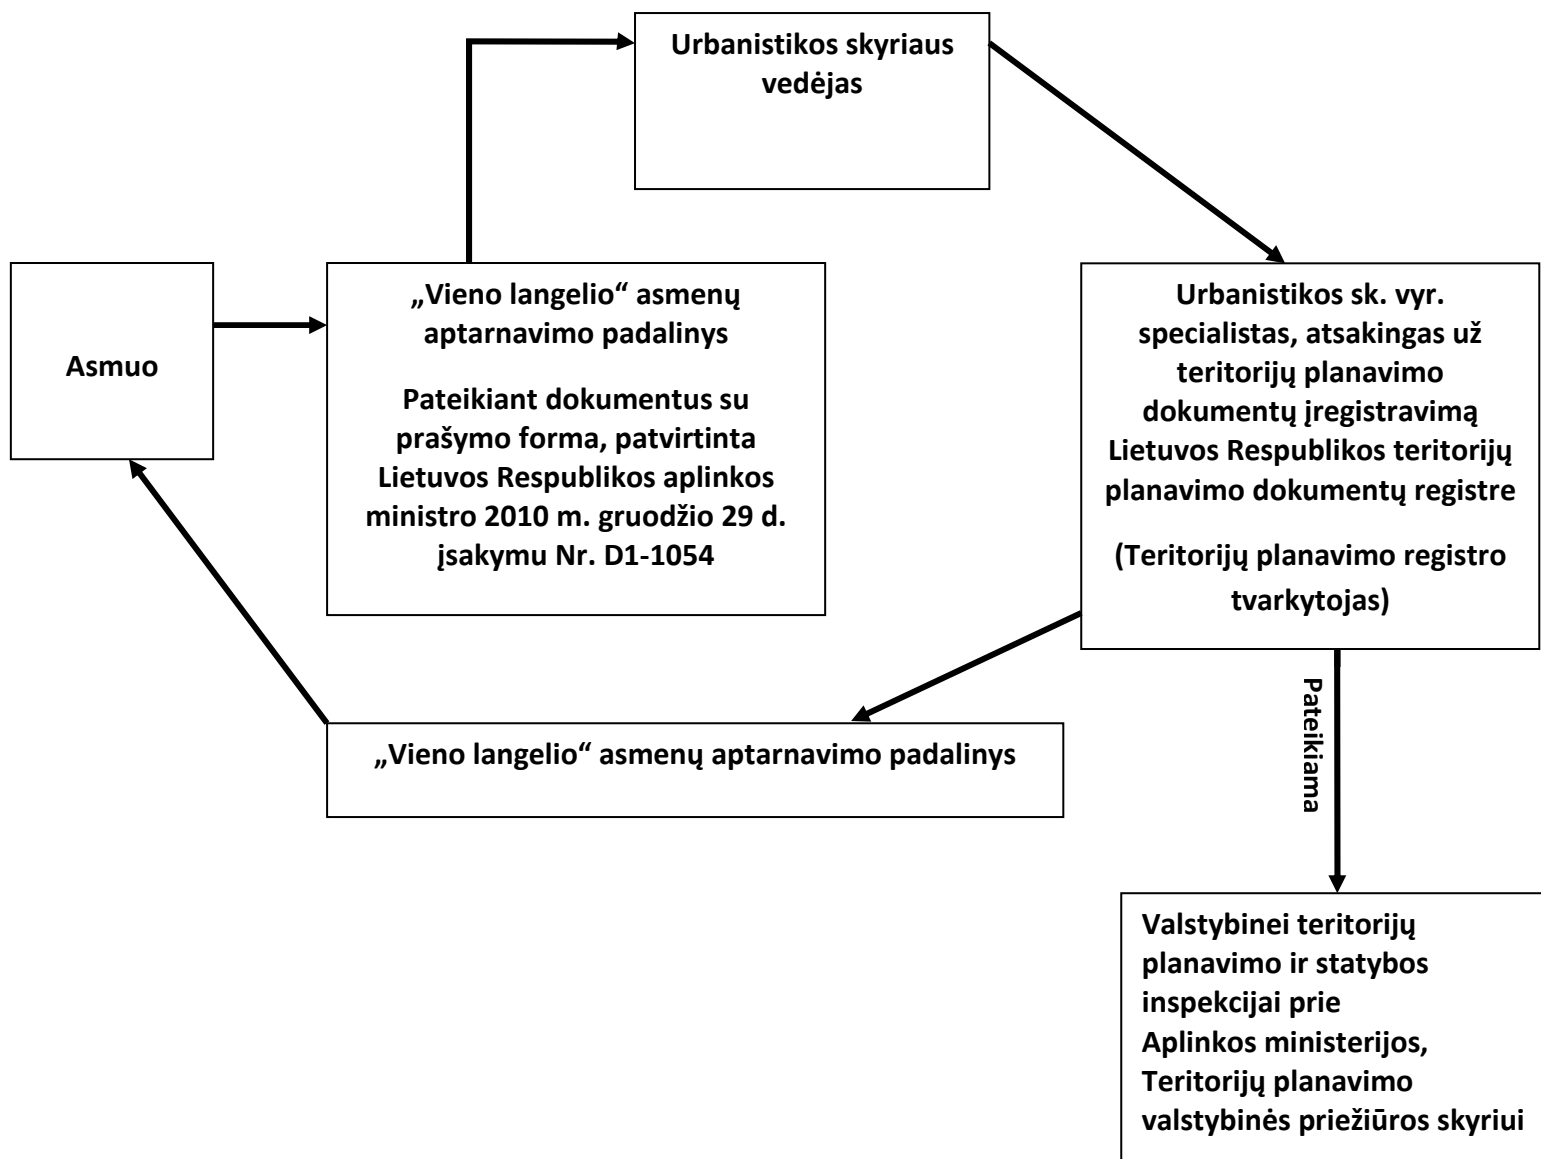 Urbanistikos skyriaus
vedėjas
Asmuo
„Vieno langelio“ asmenų
aptarnavimo padalinys
Pateikiant dokumentus su
prašymo forma, patvirtinta
Lietuvos Respublikos aplinkos
ministro 2010 m. gruodžio 29 d.
įsakymu Nr. D1-1054
Urbanistikos sk. vyr.
specialistas, atsakingas už
teritorijų planavimo
dokumentų įregistravimą
Lietuvos Respublikos teritorijų
planavimo dokumentų registre
(Teritorijų planavimo registro
tvarkytojas)
„Vieno langelio“ asmenų aptarnavimo padalinys
Pateikiama
Valstybinei teritorijų
planavimo ir statybos
inspekcijai prie
Aplinkos ministerijos,
Teritorijų planavimo
valstybinės priežiūros skyriui